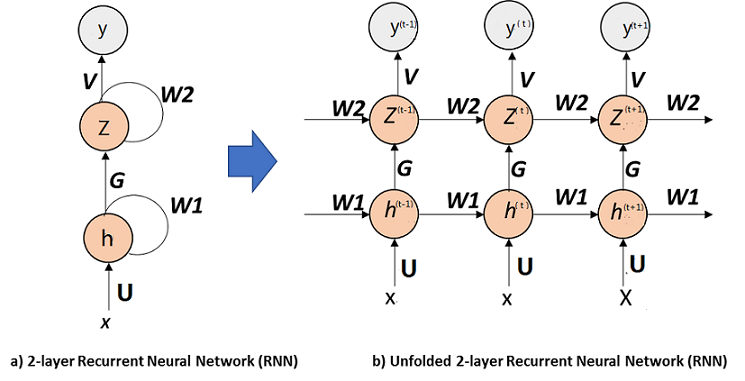 y
V
Z
W2
G
W1
h
U
x
a) 2-layer Recurrent Neural Network (RNN)
y(t-1) y(t) y(t+1)
V V V
W2 Z(t-1) W2 Z(t) W2 Z(t+1) W2
G G G
W1 h(t-1) W1 h(t) W1 h(t+1) W1
U U U
x x X
b) Unfolded 2-layer Recurrent Neural Network (RNN)